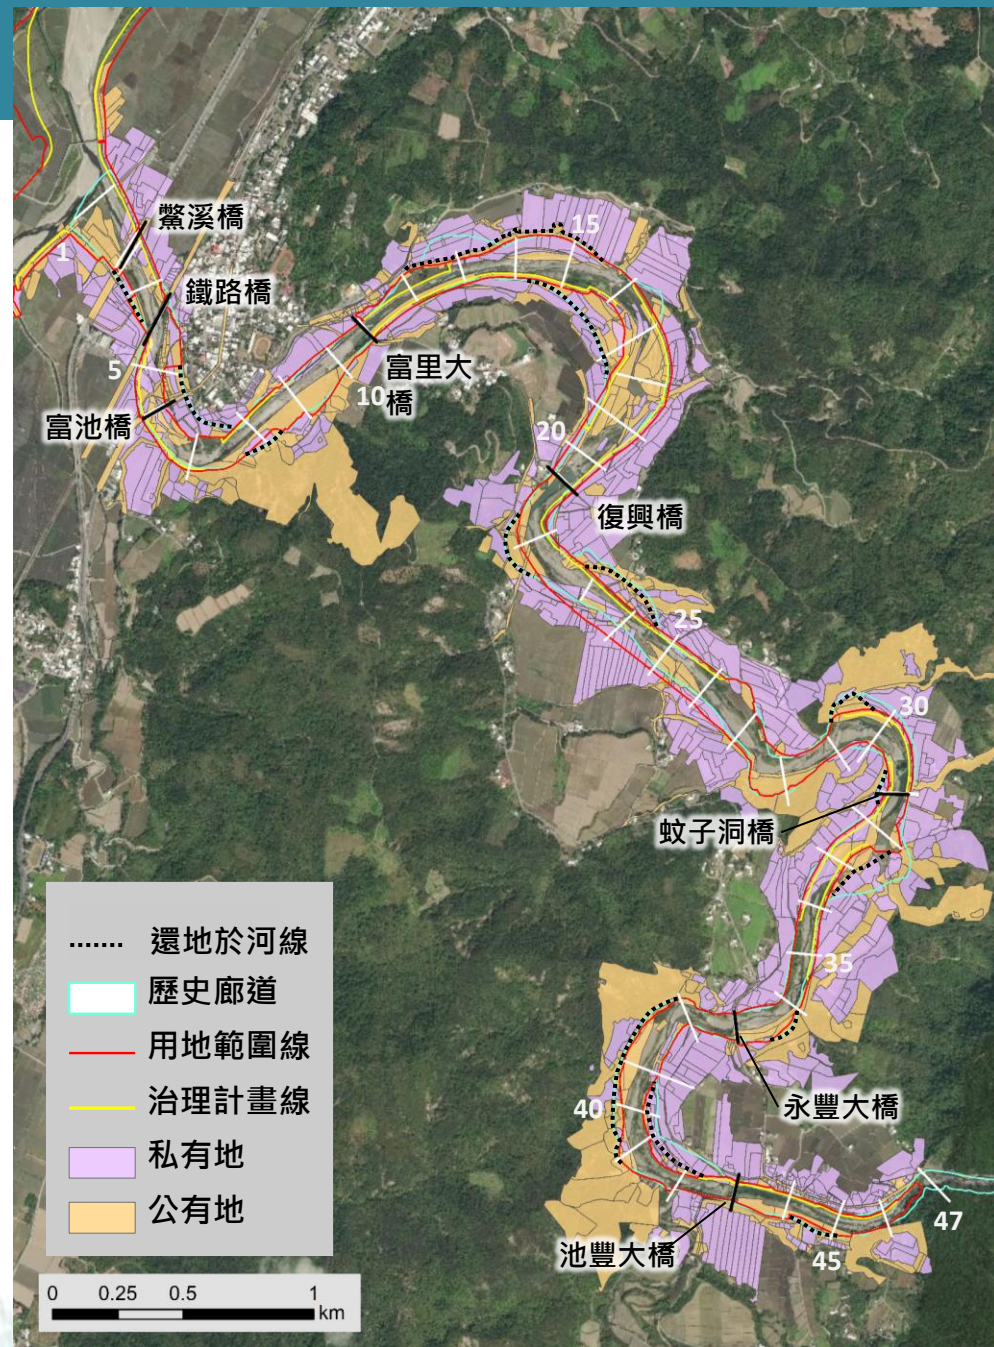 鱉溪橋
1
15
鐵路橋
5
富里大
橋
10
富池橋
20
復興橋
25
30
蚊子洞橋
35
還地於河線
歷史廊道
用地範圍線
治理計畫線
私有地
公有地
40
永豐大橋
47
池豐大橋
45
0 0.25 0.5 1
km